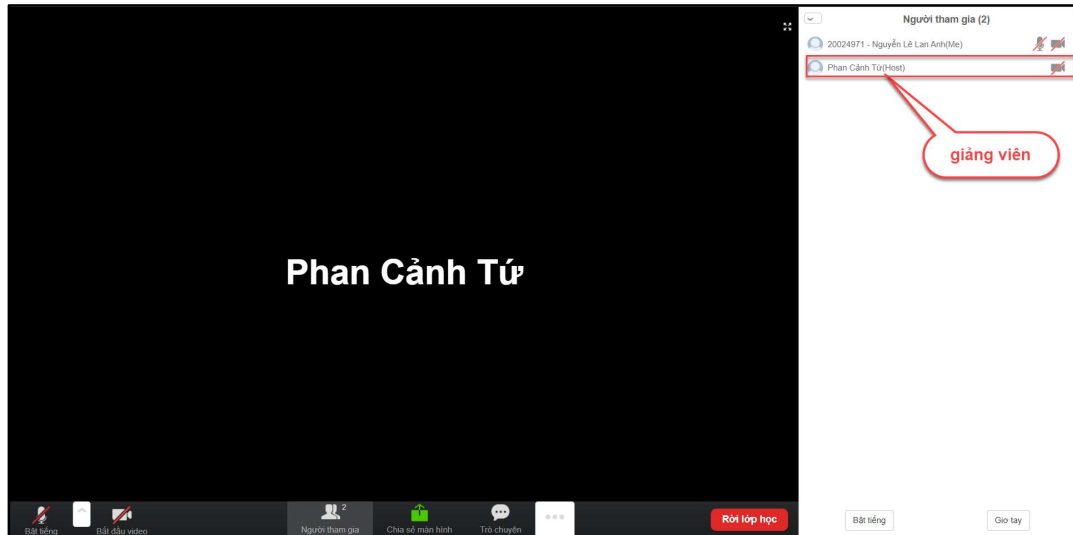 Người tham gia (2)
20024971 - Nguyễn Lê Lan Anh(Me)
Phan Cảnh Tứ(Host)
giảng viên
Phan Cảnh Tứ
Bật tiếng
Bắt đầu video
2
Người tham gia
Chia sẻ màn hình
Trò chuyện
Rời lớp học
Bật tiếng
Giơ tay